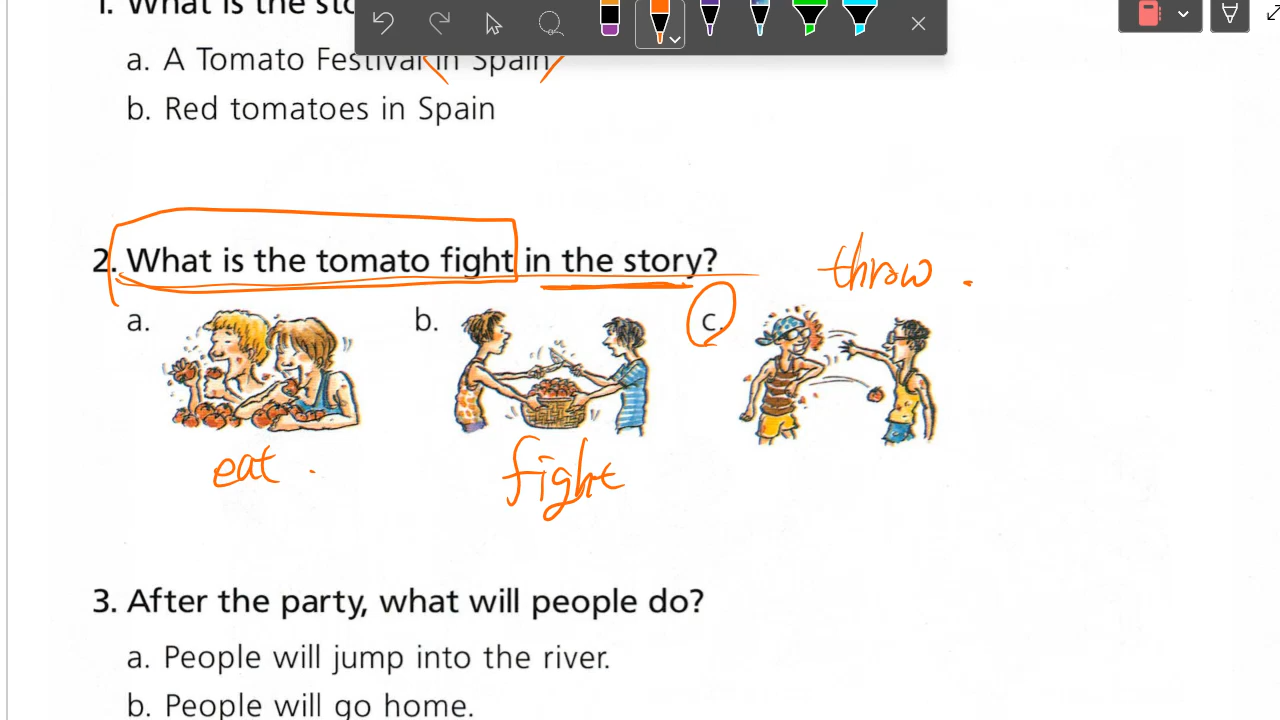 1. What is the sto
a. A Tomato Festival in Spain
b. Red tomatoes in Spain
2. What is the tomato fight in the story?
throw.
a.
b.
c.
eat.
fight
3. After the party, what will people do?
a. People will jump into the river.
b. People will go home.